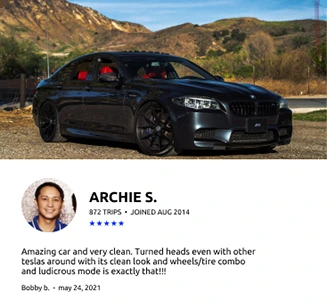 ARCHIE S.
872 TRIPS • JOINED AUG 2014
★★★★★
Amazing car and very clean. Turned heads even with other
teslas around with its clean look and wheels/tire combo
and ludicrous mode is exactly that!!!
Bobby b. • may 24, 2021